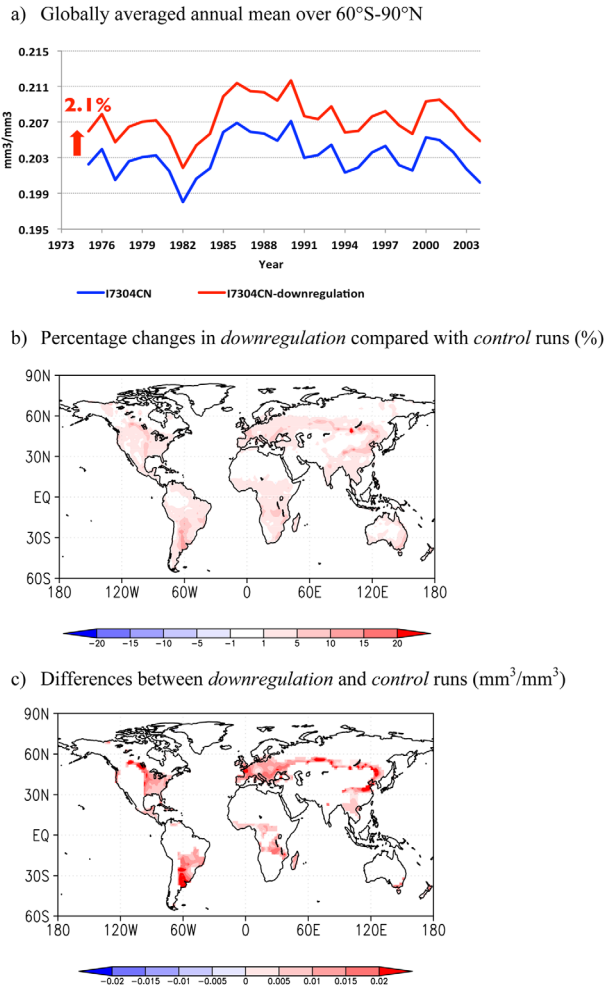 a) Globally averaged annual mean over 60°S-90°N
0.215
0.211
0.207
0.203
0.199
0.195
mm3/mm3
2.1%
1973 1976 1979 1982 1985 1988 1991 1994 1997 2000 2003
Year
I7304CN I7304CN-downregulation
b) Percentage changes in downregulation compared with control runs (%)
90N
60N
30N
EQ
30S
60S
180 120W 60W 0 60E 120E 180
-20 -15 -10 -5 -1 1 5 10 15 20
c) Differences between downregulation and control runs (mm³/mm³)
90N
60N
30N
EQ
30S
60S
180 120W 60W 0 60E 120E 180
-0.02 -0.015 -0.01 -0.005 0 0.005 0.01 0.015 0.02